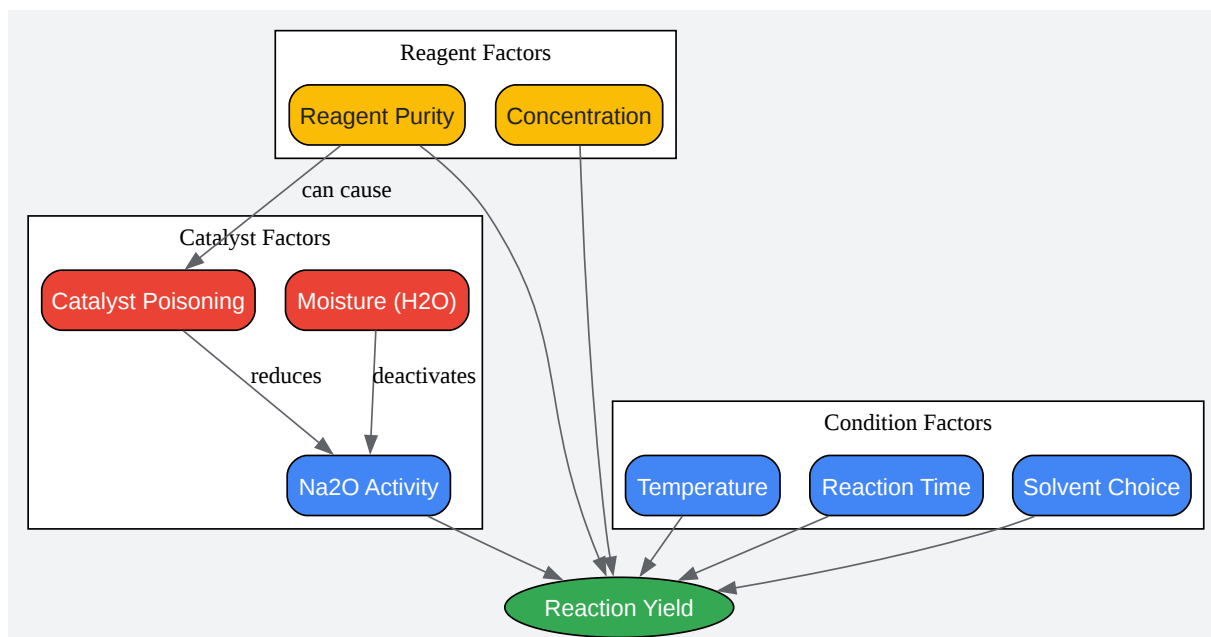 Reagent Factors
Reagent Purity
Concentration
can cause
Catalyst Factors
Catalyst Poisoning
Moisture (H2O)
reduces
deactivates
Na2O Activity
Condition Factors
Temperature
Reaction Time
Solvent Choice
Reaction Yield